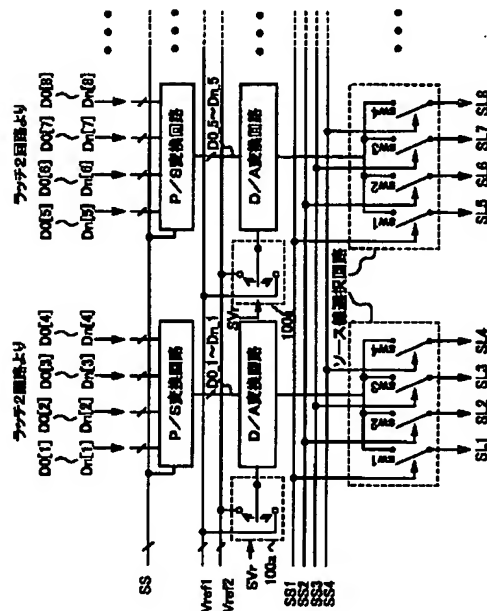 ラッチ2回路より
ラッチ2回路より
D0[1] D0[2] D0[3] D0[4]
Dn[1] Dn[2] Dn[3] Dn[4]
D0[5] D0[6] D0[7] D0[8]
Dn[5] Dn[6] Dn[7] Dn[8]
SS
P/S変換回路
P/S変換回路
Vref1
Vref2
D0_1~Dn_1
D0_5~Dn_5
SVr
100a
D/A変換回路
SVr
100a
D/A変換回路
SS1
SS2
SS3
SS4
ソース線選択回路
sw1 sw2 sw3 sw4
sw1 sw2 sw3 sw4
SL1 SL2 SL3 SL4
SL5 SL6 SL7 SL8